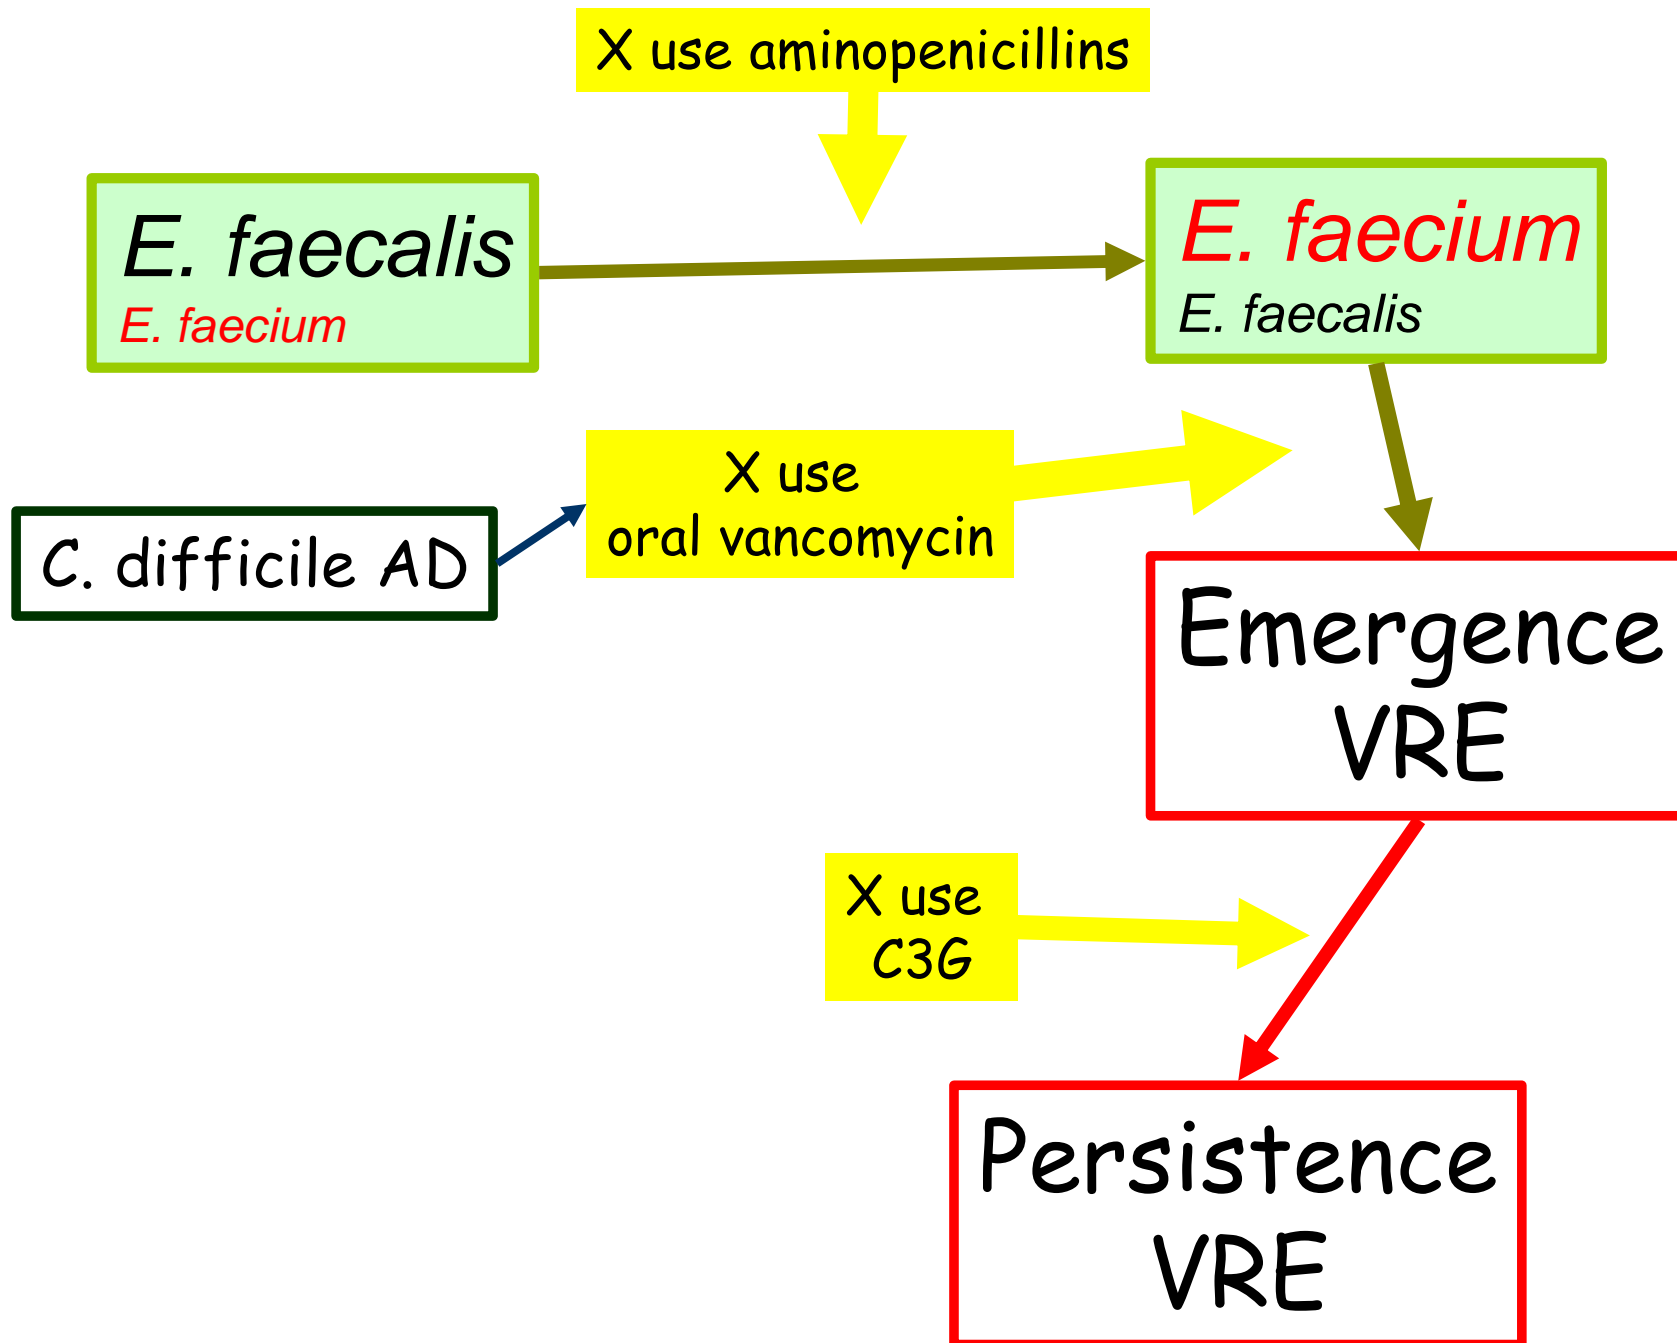 X use aminopenicillins
E. faecalis
E. faecium
E. faecium
E. faecalis
X use
oral vancomycin
C. difficile AD
Emergence
VRE
X use
C3G
Persistence
VRE